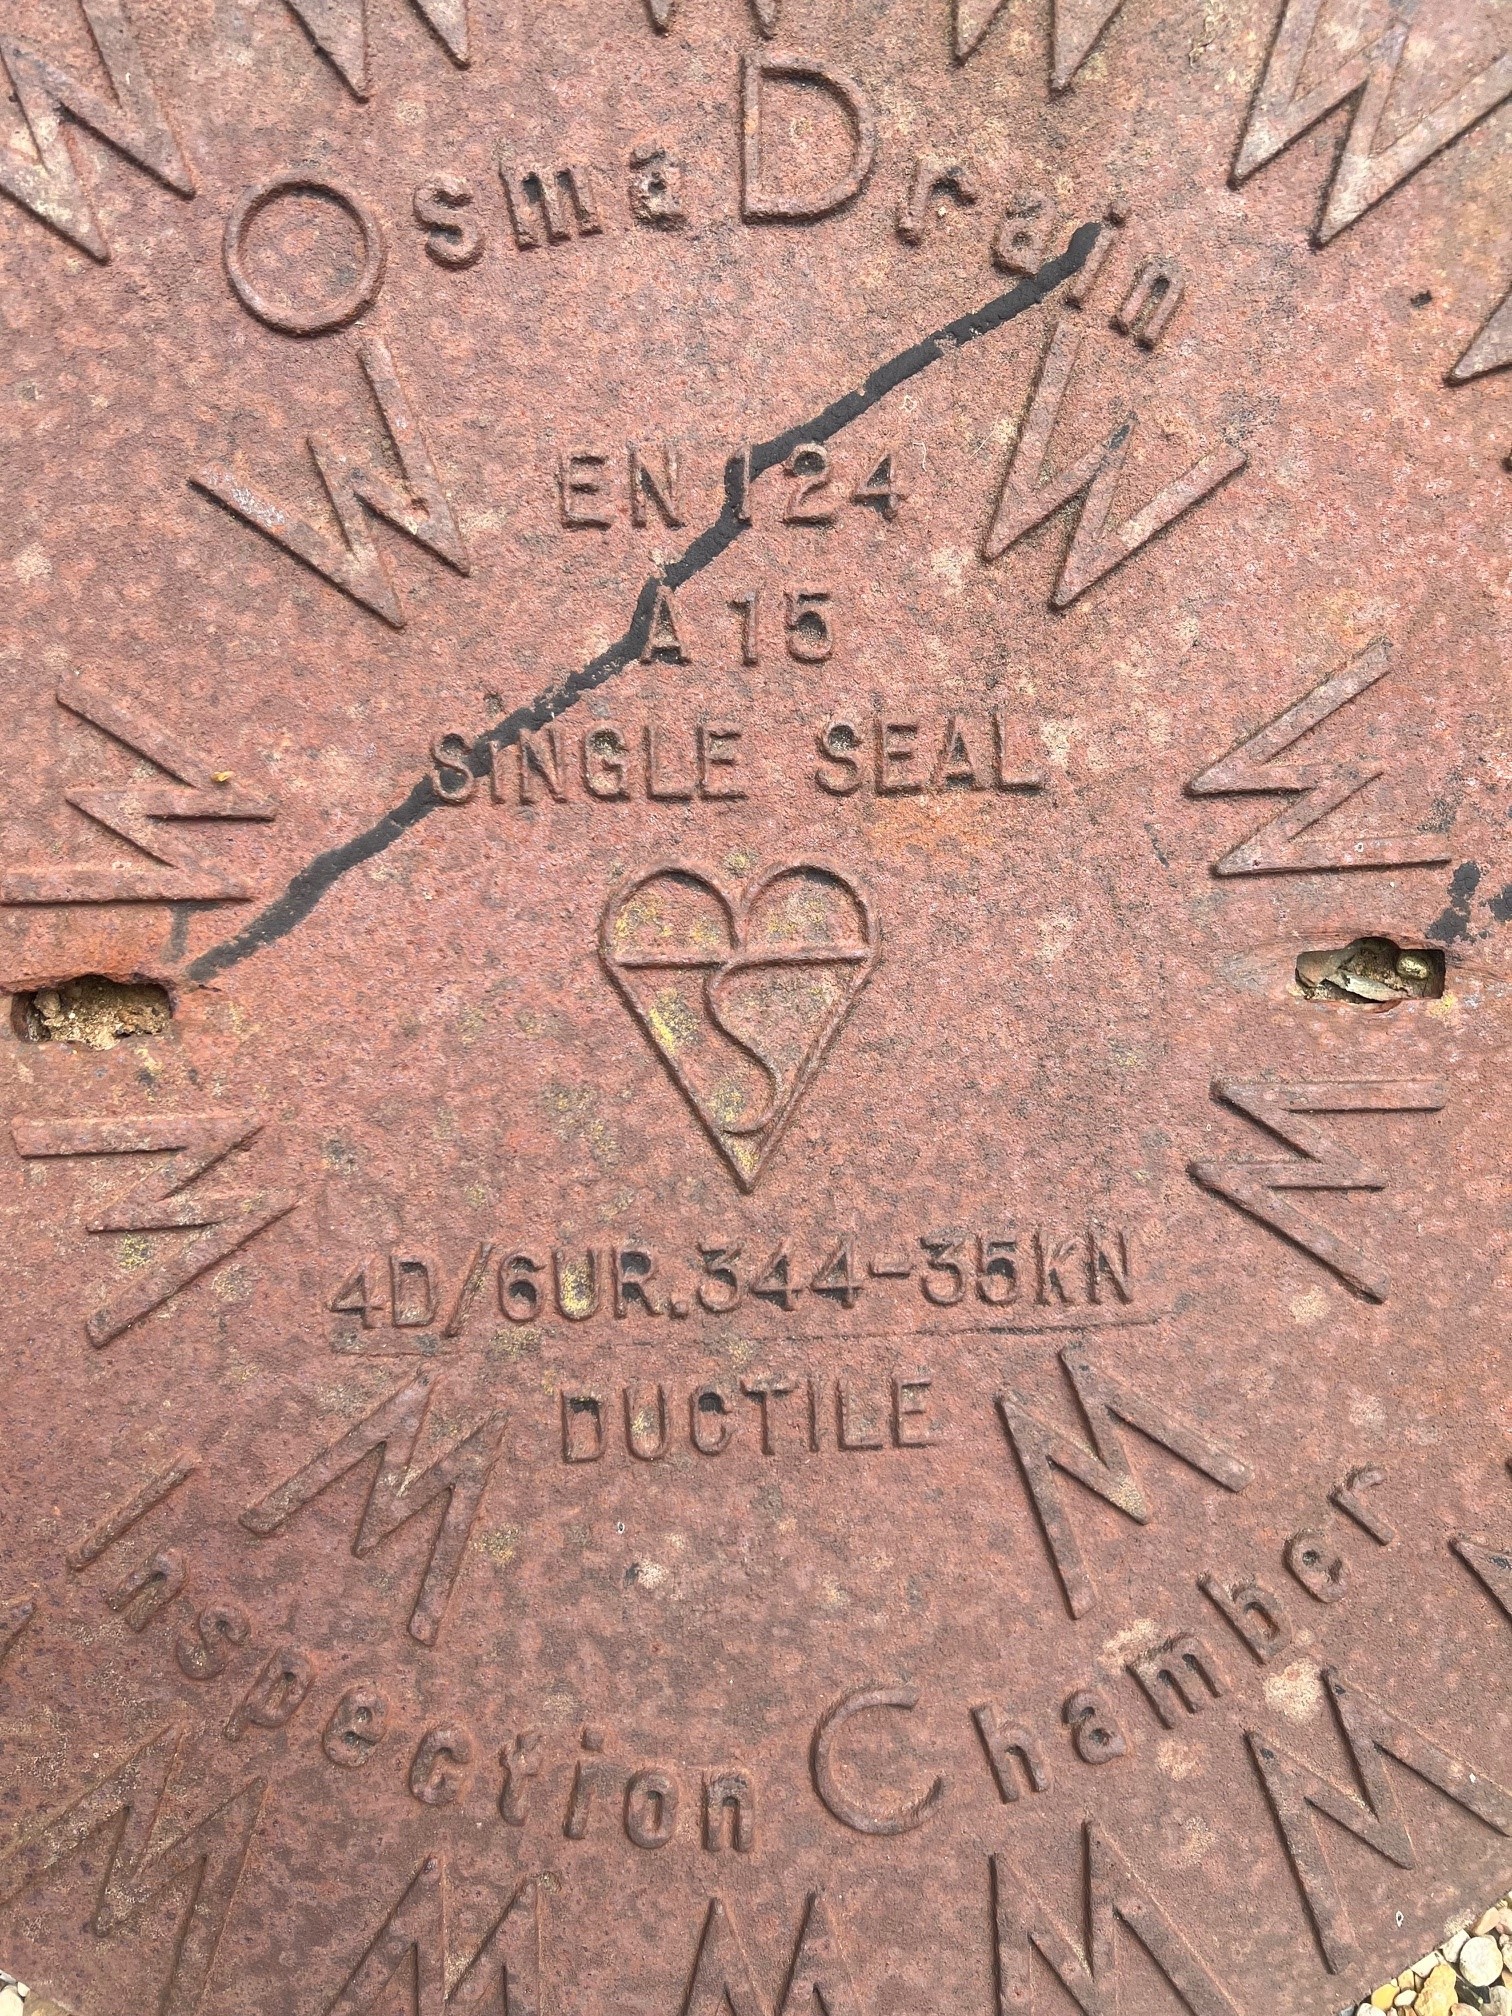 OsmaDrain
EN 124
A 15
SINGLE SEAL
4D/6UR.344-35KN
DUCTILE
Inspection Chamber